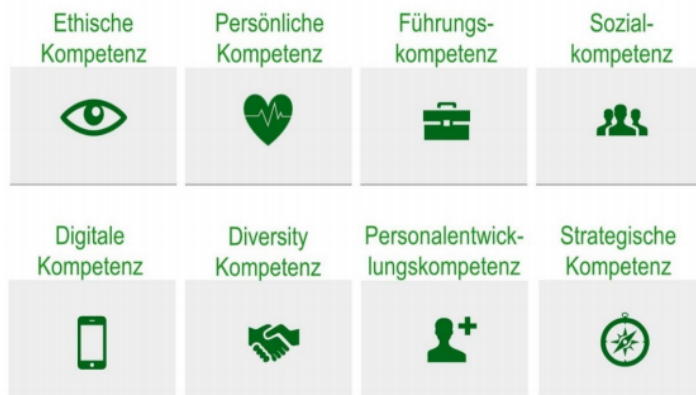 Ethische
Kompetenz
Persönliche
Kompetenz
Führungs-
kompetenz
Sozial-
kompetenz
Digitale
Kompetenz
Diversity
Kompetenz
Personalentwick-
lungskompetenz
Strategische
Kompetenz